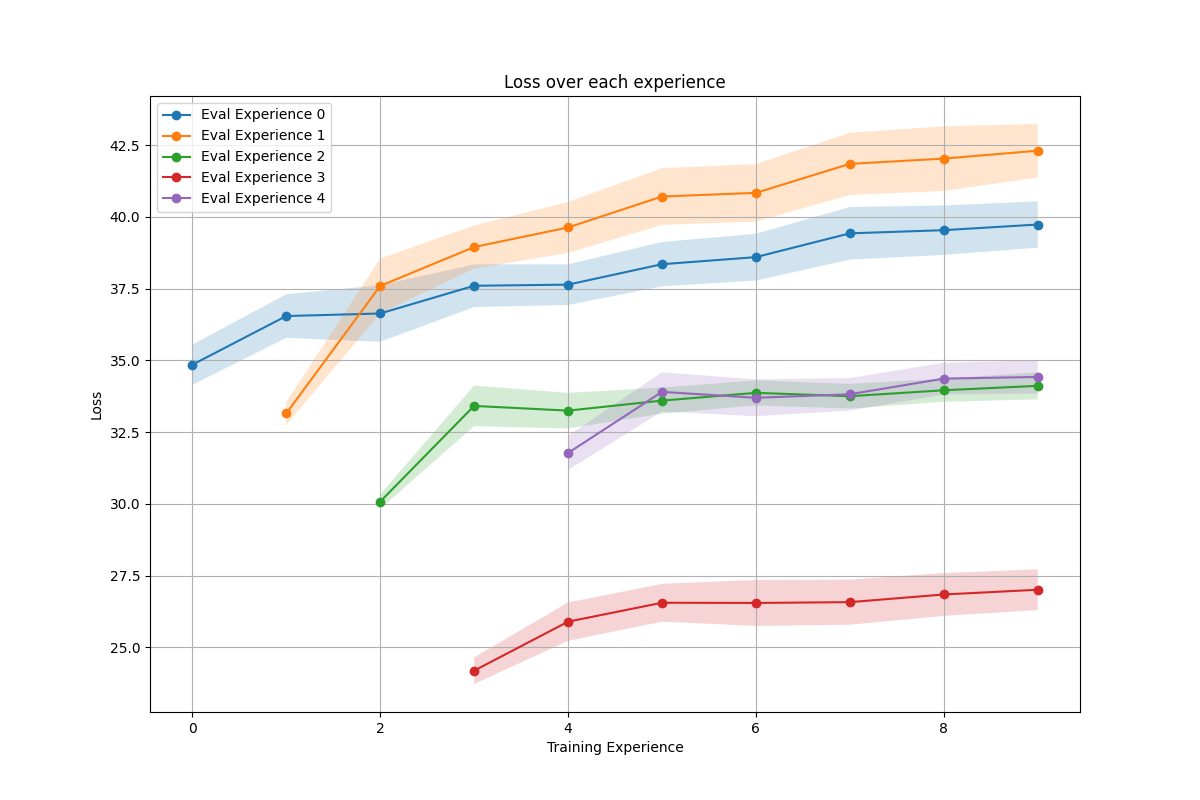 Loss over each experience
Eval Experience 0
Eval Experience 1
Eval Experience 2
Eval Experience 3
Eval Experience 4
42.5
40.0
37.5
35.0
32.5
30.0
27.5
25.0
Loss
0 2 4 6 8
Training Experience